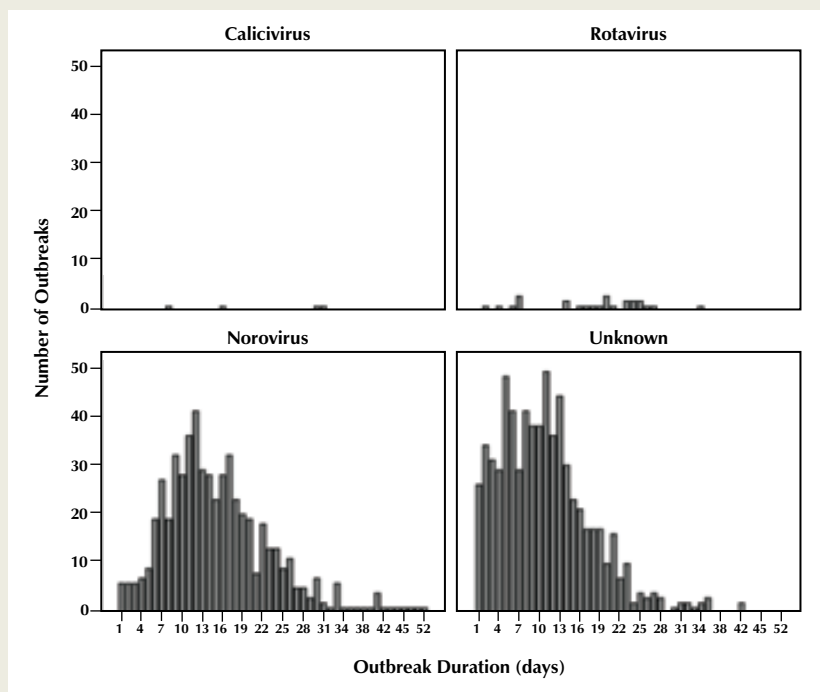 Calicivirus Rotavirus
50
40
30
20
10
0
Number of Outbreaks
Norovirus Unknown
50
40
30
20
10
0
1 4 7 10 13 16 19 22 25 28 31 34 38 42 45 52
1 4 7 10 13 16 19 22 25 28 31 34 38 42 45 52
Outbreak Duration (days)